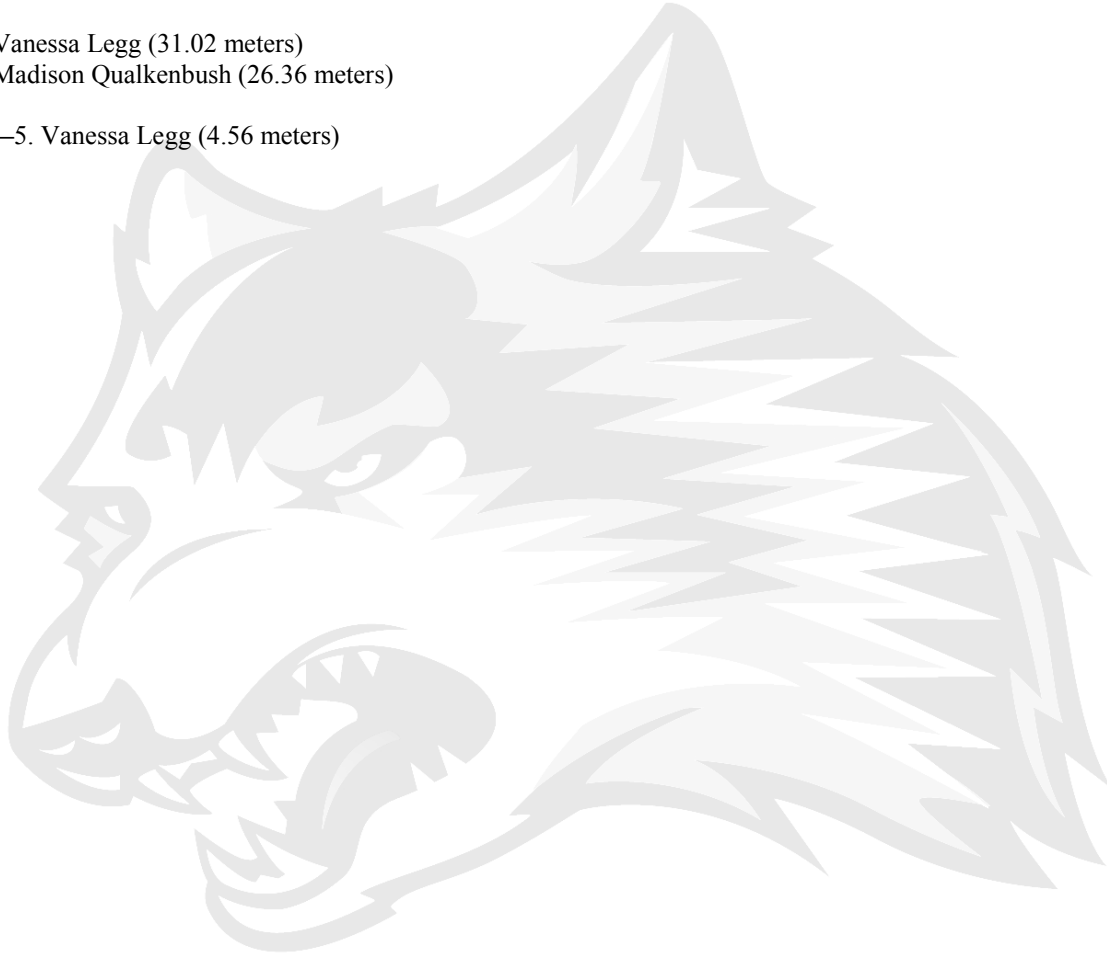 Vanessa Legg (31.02 meters)
Madison Qualkenbush (26.36 meters)
—5. Vanessa Legg (4.56 meters)